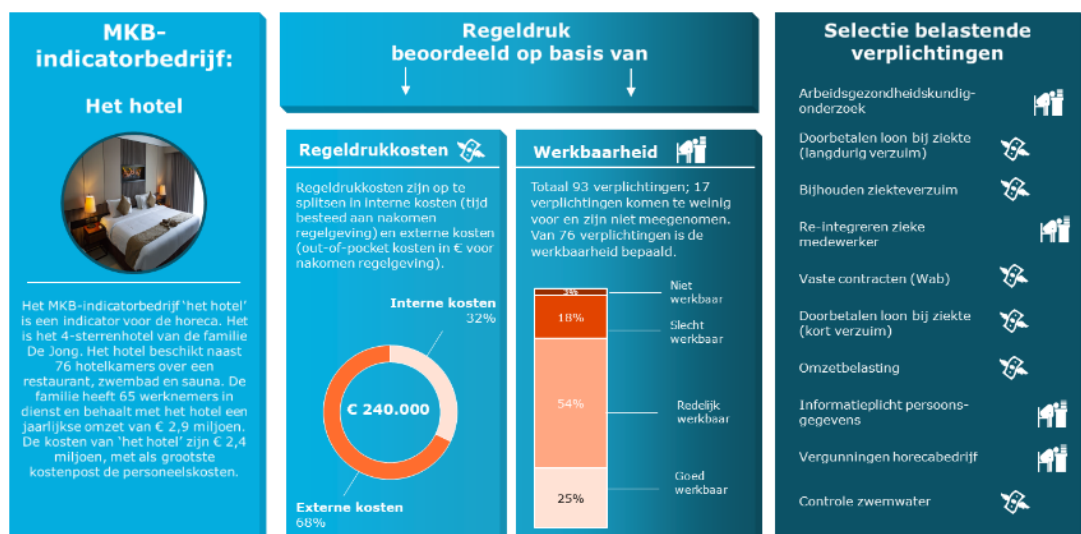 MKB-
indicatorbedrijf:
Het hotel
Het MKB-indicatorbedrijf 'het hotel'
is een indicator voor de horeca. Het
is het 4-sterrenhotel van de familie
De Jong. Het hotel beschikt naast
76 hotelkamers over een
restaurant, zwembad en sauna. De
familie heeft 65 werknemers in
dienst en behaalt met het hotel een
jaarlijkse omzet van € 2,9 miljoen.
De kosten van 'het hotel' zijn € 2,4
miljoen, met als grootste
kostenpost de personeelskosten.
Regeldruk
beoordeeld op basis van
Regeldrukkosten
Regeldrukkosten zijn op te
splitsen in interne kosten (tijd
besteed aan nakomen
regelgeving) en externe kosten
(out-of-pocket kosten in € voor
nakomen regelgeving).
Interne kosten
32%
€ 240.000
Externe kosten
68%
Werkbaarheid
Totaal 93 verplichtingen; 17
verplichtingen komen te weinig
voor en zijn niet meegenomen.
Van 76 verplichtingen is de
werkbaarheid bepaald.
Niet
werkbaar
18%
Slecht
werkbaar
54%
Redelijk
werkbaar
25%
Goed
werkbaar
Selectie belastende
verplichtingen
Arbeidsgezondheidskundig-
onderzoek
Doorbetalen loon bij ziekte
(langdurig verzuim)
Bijhouden ziekteverzuim
Re-integreren zieke
medewerker
Vaste contracten (Wab)
Doorbetalen loon bij ziekte
(kort verzuim)
Omzetbelasting
Informatieplicht persoons-
gegevens
Vergunningen horecabedrijf
Controle zwemwater